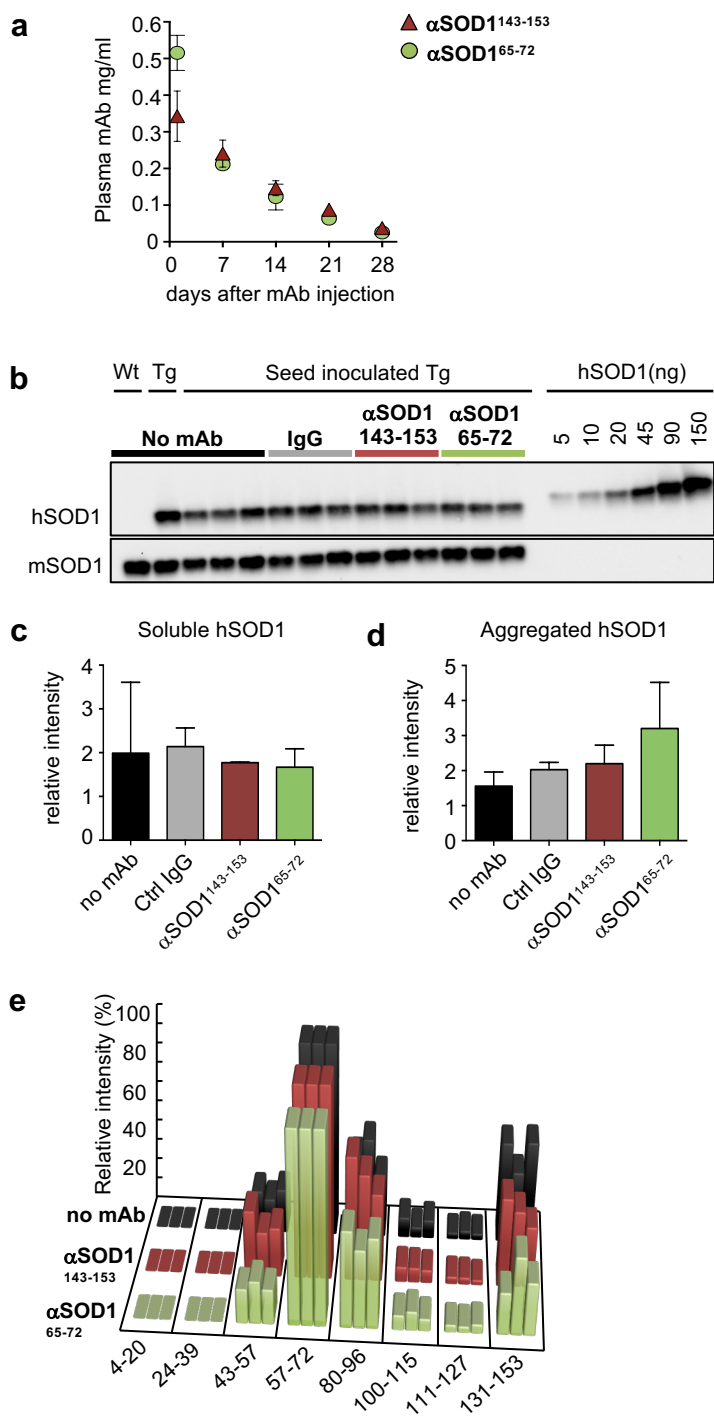 a
αSOD1143-153
αSOD165-72
Plasma mAb mg/ml
0.6
0.5
0.4
0.3
0.2
0.1
0
0 7 14 21 28
days after mAb injection
b
Wt Tg Seed inoculated Tg hSOD1(ng)
No mAb IgG αSOD1 143-153 αSOD1 65-72
5 10 20 45 90 150
hSOD1
mSOD1
c
Soluble hSOD1
relative intensity
4
3
2
1
0
no mAb
Ctrl IgG
αSOD1143-153
αSOD165-72
d
Aggregated hSOD1
relative intensity
5
4
3
2
1
0
no mAb
Ctrl IgG
αSOD1143-153
αSOD165-72
e
Relative intensity (%)
100
80
60
40
20
no mAb
αSOD1
143-153
αSOD1
65-72
4-20
24-39
43-57
57-72
80-96
100-115
111-127
131-153